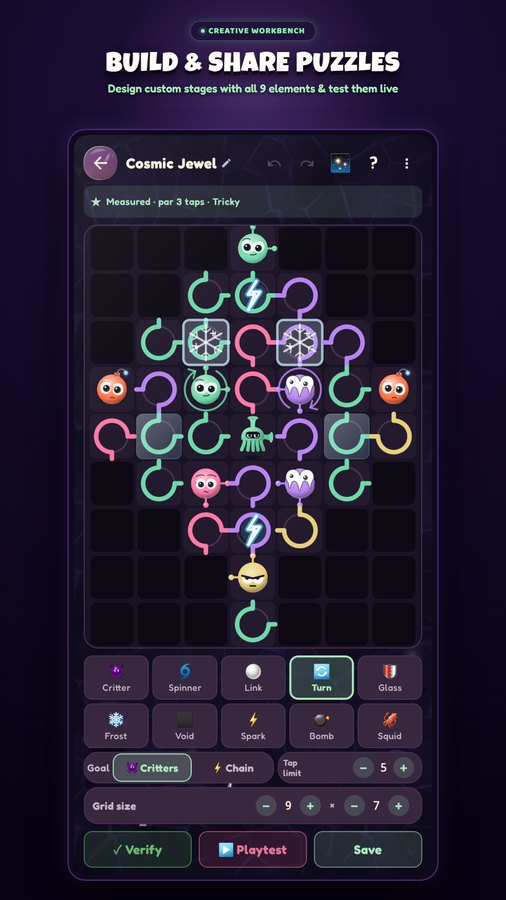 CREATIVE WORKBENCH
BUILD & SHARE PUZZLES
Design custom stages with all 9 elements & test them live
Cosmic Jewel
?
Measured · par 3 taps · Tricky
Critter Spinner Link Turn Glass
Frost Void Spark Bomb Squid
Goal Critters Chain Tap limit − 5 +
Grid size − 9 + × − 7 +
✓ Verify Playtest Save